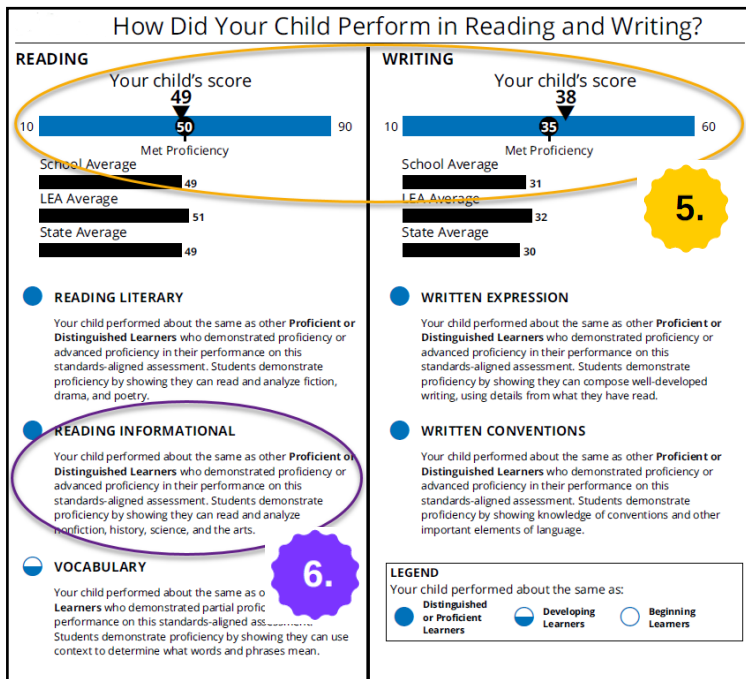 How Did Your Child Perform in Reading and Writing?
READING
Your child's score
49
10
50
90
Met Proficiency
School Average
49
LEA Average
51
State Average
49
READING LITERARY
Your child performed about the same as other Proficient or
Distinguished Learners who demonstrated proficiency or
advanced proficiency in their performance on this
standards-aligned assessment. Students demonstrate
proficiency by showing they can read and analyze fiction,
drama, and poetry.
READING INFORMATIONAL
Your child performed about the same as other Proficient or
Distinguished Learners who demonstrated proficiency or
advanced proficiency in their performance on this
standards-aligned assessment. Students demonstrate
proficiency by showing they can read and analyze
nonfiction, history, science, and the arts.
6.
VOCABULARY
Your child performed about the same as
Learners who demonstrated partial
performance on this standards-aligned
Students demonstrate proficiency by showing they can use
context to determine what words and phrases mean.
WRITING
Your child's score
38
10
35
60
Met Proficiency
School Average
31
LEA Average
32
State Average
30
5.
WRITTEN EXPRESSION
Your child performed about the same as other Proficient or
Distinguished Learners who demonstrated proficiency or
advanced proficiency in their performance on this
standards-aligned assessment. Students demonstrate
proficiency by showing they can compose well-developed
writing, using details from what they have read.
WRITTEN CONVENTIONS
Your child performed about the same as other Proficient or
Distinguished Learners who demonstrated proficiency or
advanced proficiency in their performance on this
standards-aligned assessment. Students demonstrate
proficiency by showing knowledge of conventions and other
important elements of language.
LEGEND
Your child performed about the same as:
Distinguished
or Proficient
Learners
Developing
Learners
Beginning
Learners